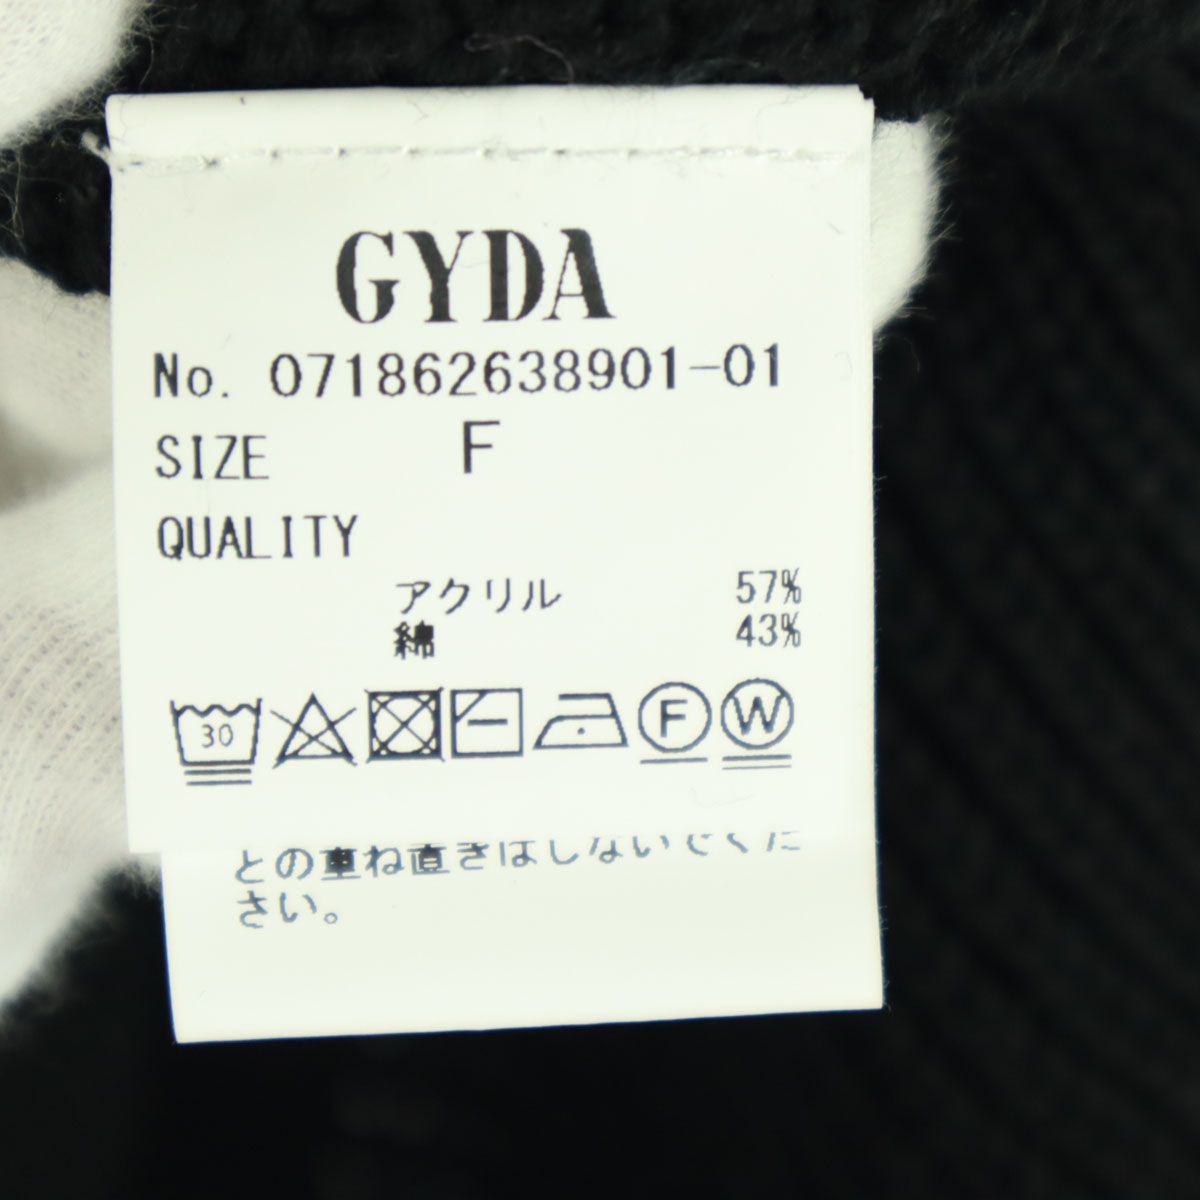 GYDA
No. 071862638901-01
SIZE F
QUALITY
アクリル 57%
綿 43%
30 F W
との重ね直きはしないでくだ
さい。